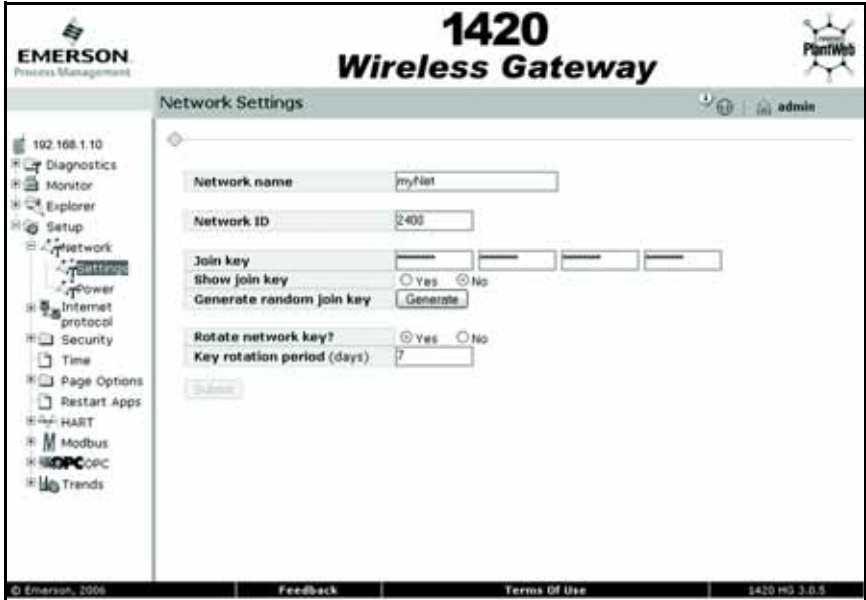 EMERSON
Process Management
1420
Wireless Gateway
PlantWeb
Network Settings
admin
192.168.1.10
Diagnostics
Monitor
Explorer
Setup
Network
Settings
Power
Internet
protocol
Security
Time
Page Options
Restart Apps
HART
Modbus
OPC OPC
Trends
Network name
myNet
Network ID
2400
Join key
Show join key
Yes No
Generate random join key
Generate
Rotate network key?
Yes No
Key rotation period (days)
7
Submit
© Emerson, 2006
Feedback
Terms Of Use
1420 HG 3.0.5